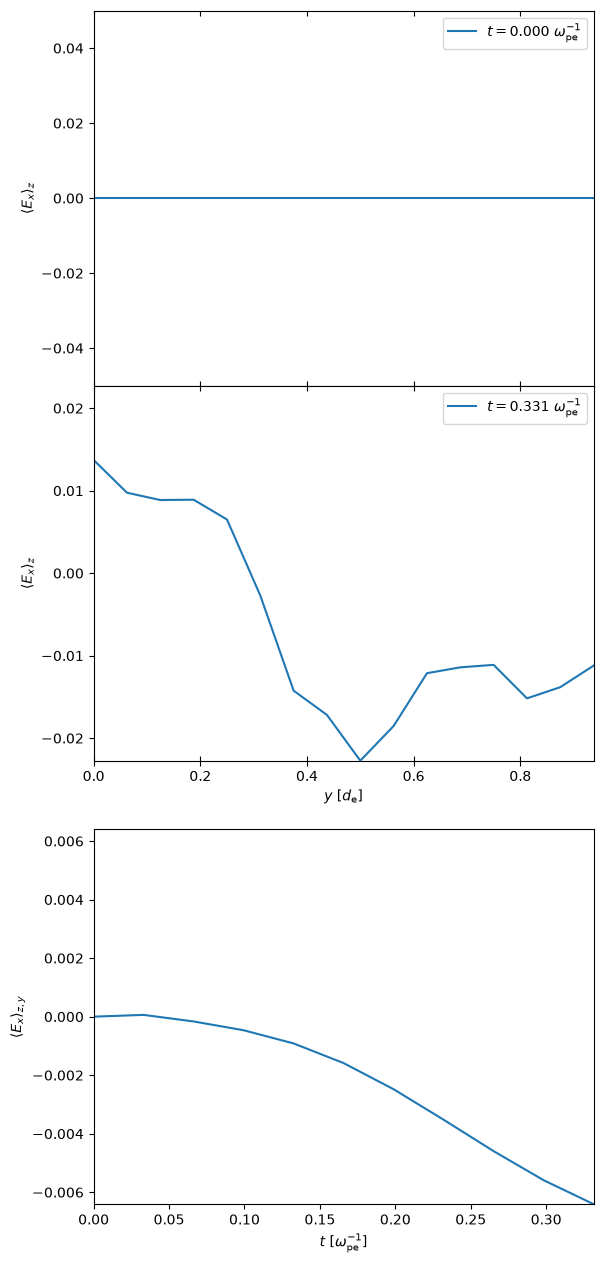 0.04
0.02
0.00
−0.02
−0.04
⟨Eₓ⟩_z
t = 0.000 ω_pe^−1
0.02
0.01
0.00
−0.01
−0.02
⟨Eₓ⟩_z
t = 0.331 ω_pe^−1
0.0 0.2 0.4 0.6 0.8
y [d_e]
0.006
0.004
0.002
0.000
−0.002
−0.004
−0.006
⟨Eₓ⟩_z,y
0.00 0.05 0.10 0.15 0.20 0.25 0.30
t [ω_pe^−1]